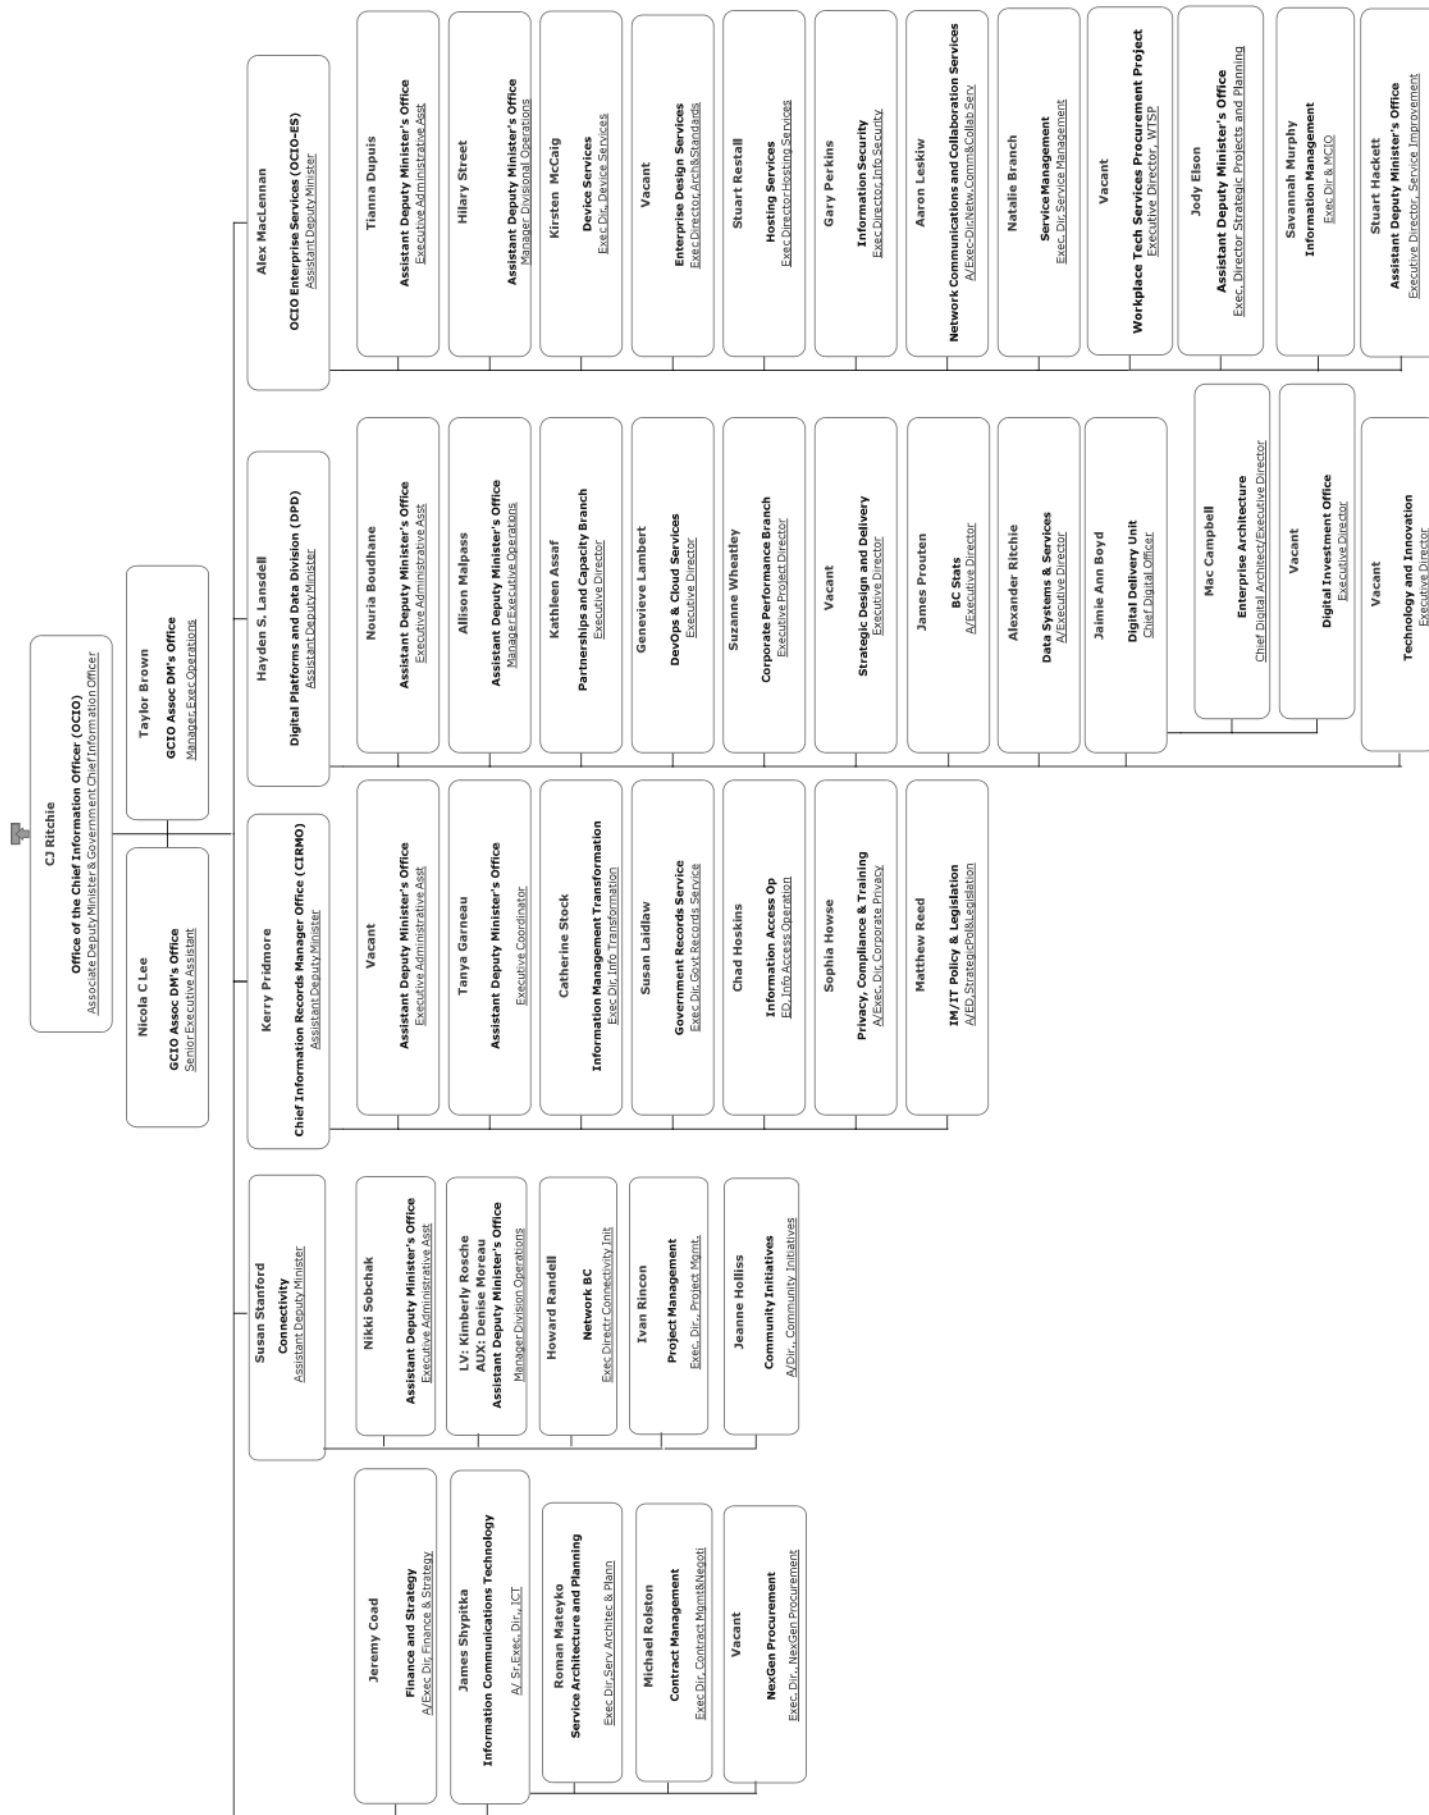 CJ Ritchie
Office of the Chief Information Officer (OCIO)
Associate Deputy Minister & Government Chief Information Officer
Nicola C Lee
GCIO Assoc DM's Office
Senior Executive Assistant
Taylor Brown
GCIO Assoc DM's Office
Manager, Exec Operations
Jeremy Coad
Finance and Strategy
A/Exec Dir, Finance & Strategy
James Shypitka
Information Communications Technology
A/ Sr.Exec. Dir., ICT
Roman Mateyko
Service Architecture and Planning
Exec Dir,Serv Architec & Plann
Michael Rolston
Contract Management
Exec Dir, Contract Mgmt&Negoti
Vacant
NexGen Procurement
Exec. Dir., NexGen Procurement
Susan Stanford
Connectivity
Assistant Deputy Minister
Nikki Sobchak
Assistant Deputy Minister's Office
Executive Administrative Asst
LV: Kimberly Rosche
AUX: Denise Moreau
Assistant Deputy Minister's Office
Manager Division Operations
Howard Randell
Network BC
Exec Directr Connectivity Init
Ivan Rincon
Project Management
Exec. Dir., Project Mgmt.
Jeanne Holliss
Community Initiatives
A/Dir., Community Initiatives
Kerry Pridmore
Chief Information Records Manager Office (CIRMO)
Assistant Deputy Minister
Vacant
Assistant Deputy Minister's Office
Executive Administrative Asst
Tanya Garneau
Assistant Deputy Minister's Office
Executive Coordinator
Catherine Stock
Information Management Transformation
Exec Dir, Info Transformation
Susan Laidlaw
Government Records Service
Exec Dir, Govt Records Service
Chad Hoskins
Information Access Op
ED, Info Access Operation
Sophia Howse
Privacy, Compliance & Training
A/Exec. Dir, Corporate Privacy
Matthew Reed
IM/IT Policy & Legislation
A/ED,StrategicPol&Legislation
Hayden S. Lansdell
Digital Platforms and Data Division (DPD)
Assistant Deputy Minister
Nouria Boudhane
Assistant Deputy Minister's Office
Executive Administrative Asst
Allison Malpass
Assistant Deputy Minister's Office
Manager Executive Operations
Kathleen Assaf
Partnerships and Capacity Branch
Executive Director
Genevieve Lambert
DevOps & Cloud Services
Executive Director
Suzanne Wheatley
Corporate Performance Branch
Executive Project Director
Vacant
Strategic Design and Delivery
Executive Director
James Prouten
BC Stats
A/Executive Director
Alexander Ritchie
Data Systems & Services
A/Executive Director
Jaimie Ann Boyd
Digital Delivery Unit
Chief Digital Officer
Mac Campbell
Enterprise Architecture
Chief Digital Architect/Executive Director
Vacant
Digital Investment Office
Executive Director
Vacant
Technology and Innovation
Executive Director
Alex MacLennan
OCIO Enterprise Services (OCIO-ES)
Assistant Deputy Minister
Tianna Dupuis
Assistant Deputy Minister's Office
Executive Administrative Asst
Hilary Street
Assistant Deputy Minister's Office
Manager Divisional Operations
Kirsten McCaig
Device Services
Exec Dir., Device Services
Vacant
Enterprise Design Services
Exec Director, Arch&Standards
Stuart Restall
Hosting Services
Exec Director Hosting Services
Gary Perkins
Information Security
Exec Director, Info Security
Aaron Leskiw
Network Communications and Collaboration Services
A/Exec-Dir,Netw,Comm&Collab Serv
Natalie Branch
Service Management
Exec. Dir, Service Management
Vacant
Workplace Tech Services Procurement Project
Executive Director, WTSP
Jody Elson
Assistant Deputy Minister's Office
Exec. Director Strategic Projects and Planning
Savannah Murphy
Information Management
Exec Dir & MCIO
Stuart Hackett
Assistant Deputy Minister's Office
Executive Director, Service Improvement